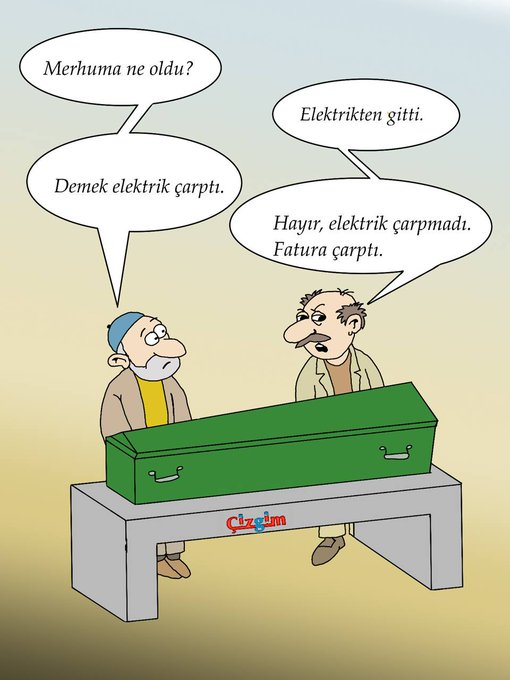 Merhuma ne oldu?
Elektrikten gitti.
Demek elektrik çarptı.
Hayır, elektrik çarpmadı.
Fatura çarptı.
Çizgim